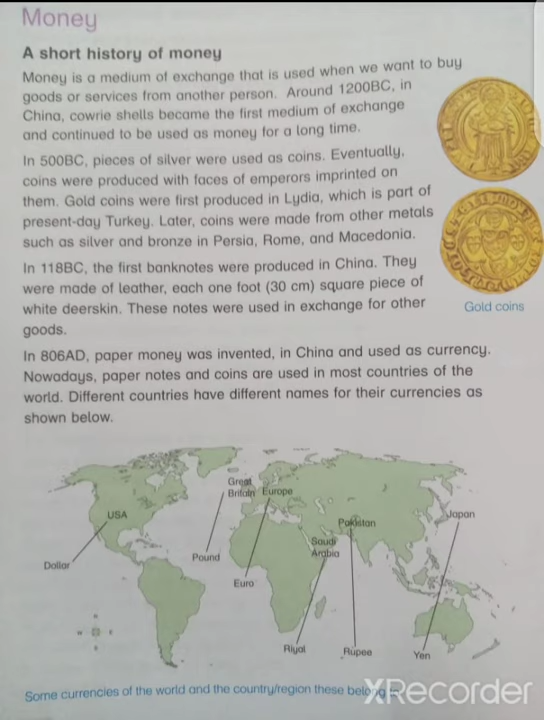 Money
A short history of money
Money is a medium of exchange that is used when we want to buy
goods or services from another person. Around 1200BC, in
China, cowrie shells became the first medium of exchange
and continued to be used as money for a long time.
In 500BC, pieces of silver were used as coins. Eventually,
coins were produced with faces of emperors imprinted on
them. Gold coins were first produced in Lydia, which is part of
present-day Turkey. Later, coins were made from other metals
such as silver and bronze in Persia, Rome, and Macedonia.
In 118BC, the first banknotes were produced in China. They
were made of leather, each one foot (30 cm) square piece of
white deerskin. These notes were used in exchange for other
goods.
Gold coins
In 806AD, paper money was invented, in China and used as currency.
Nowadays, paper notes and coins are used in most countries of the
world. Different countries have different names for their currencies as
shown below.
Great
Britain Europe
USA
Japan
Pakistan
Saudi
Arabia
Dollar
Pound
Euro
Riyal
Rupee
Yen
Some currencies of the world and the country/region these belong
XRecorder